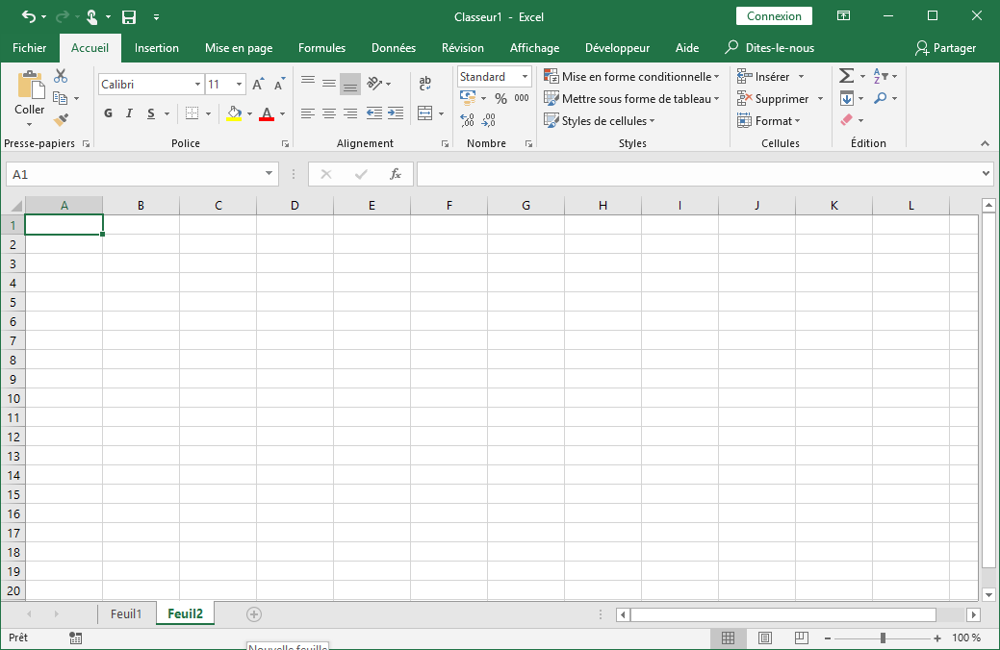 Classeur1 - Excel
Connexion
Fichier Accueil Insertion Mise en page Formules Données Révision Affichage Développeur Aide Dites-le-nous Partager
Coller
Calibri 11
G I S
ab
c
Standard
% 000
,00
,00
Mise en forme conditionnelle
Mettre sous forme de tableau
Styles de cellules
Insérer
Supprimer
Format
Σ
A
Z
Presse-papiers Police Alignement Nombre Styles Cellules Édition
A1 fx
A B C D E F G H I J K L
1
2
3
4
5
6
7
8
9
10
11
12
13
14
15
16
17
18
19
20
Feuil1 Feuil2
Prêt 100 %
Nouvelle feuille